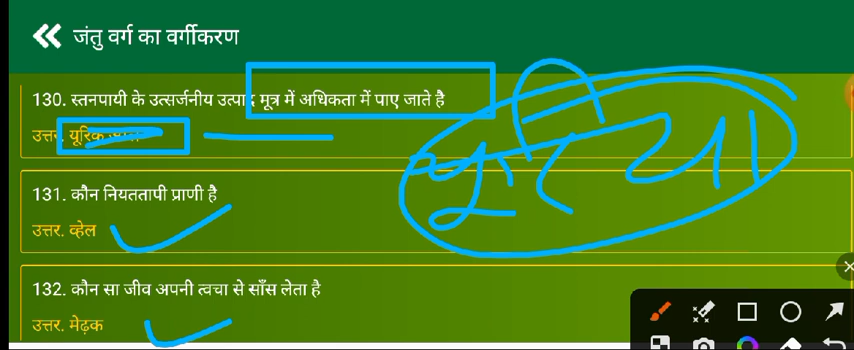 जंतु वर्ग का वर्गीकरण
130. स्तनपायी के उत्सर्जनीय उत्पाद मूत्र में अधिकता में पाए जाते है
उत्तर. यूरिक
यूरिया
131. कौन नियततापी प्राणी है
उत्तर. व्हेल
132. कौन सा जीव अपनी त्वचा से साँस लेता है
उत्तर. मेढ़क